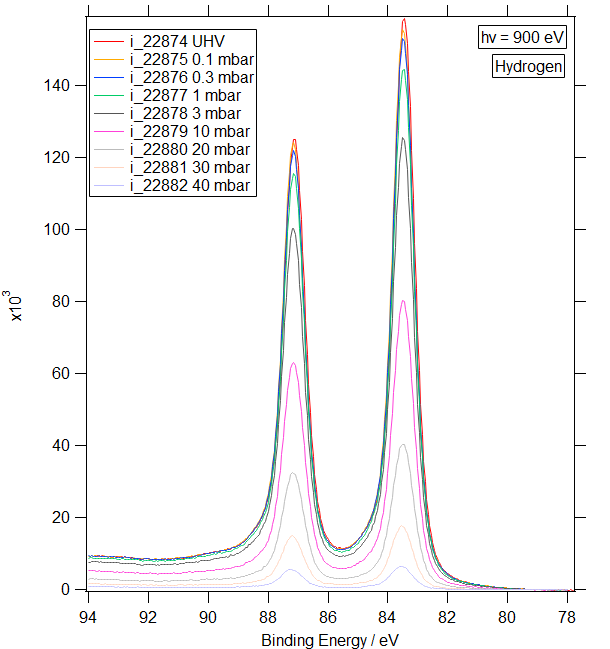 hv = 900 eV
Hydrogen
i_22874 UHV
i_22875 0.1 mbar
i_22876 0.3 mbar
i_22877 1 mbar
i_22878 3 mbar
i_22879 10 mbar
i_22880 20 mbar
i_22881 30 mbar
i_22882 40 mbar
140
120
100
80
60
40
20
0
x10³
94 92 90 88 86 84 82 80 78
Binding Energy / eV